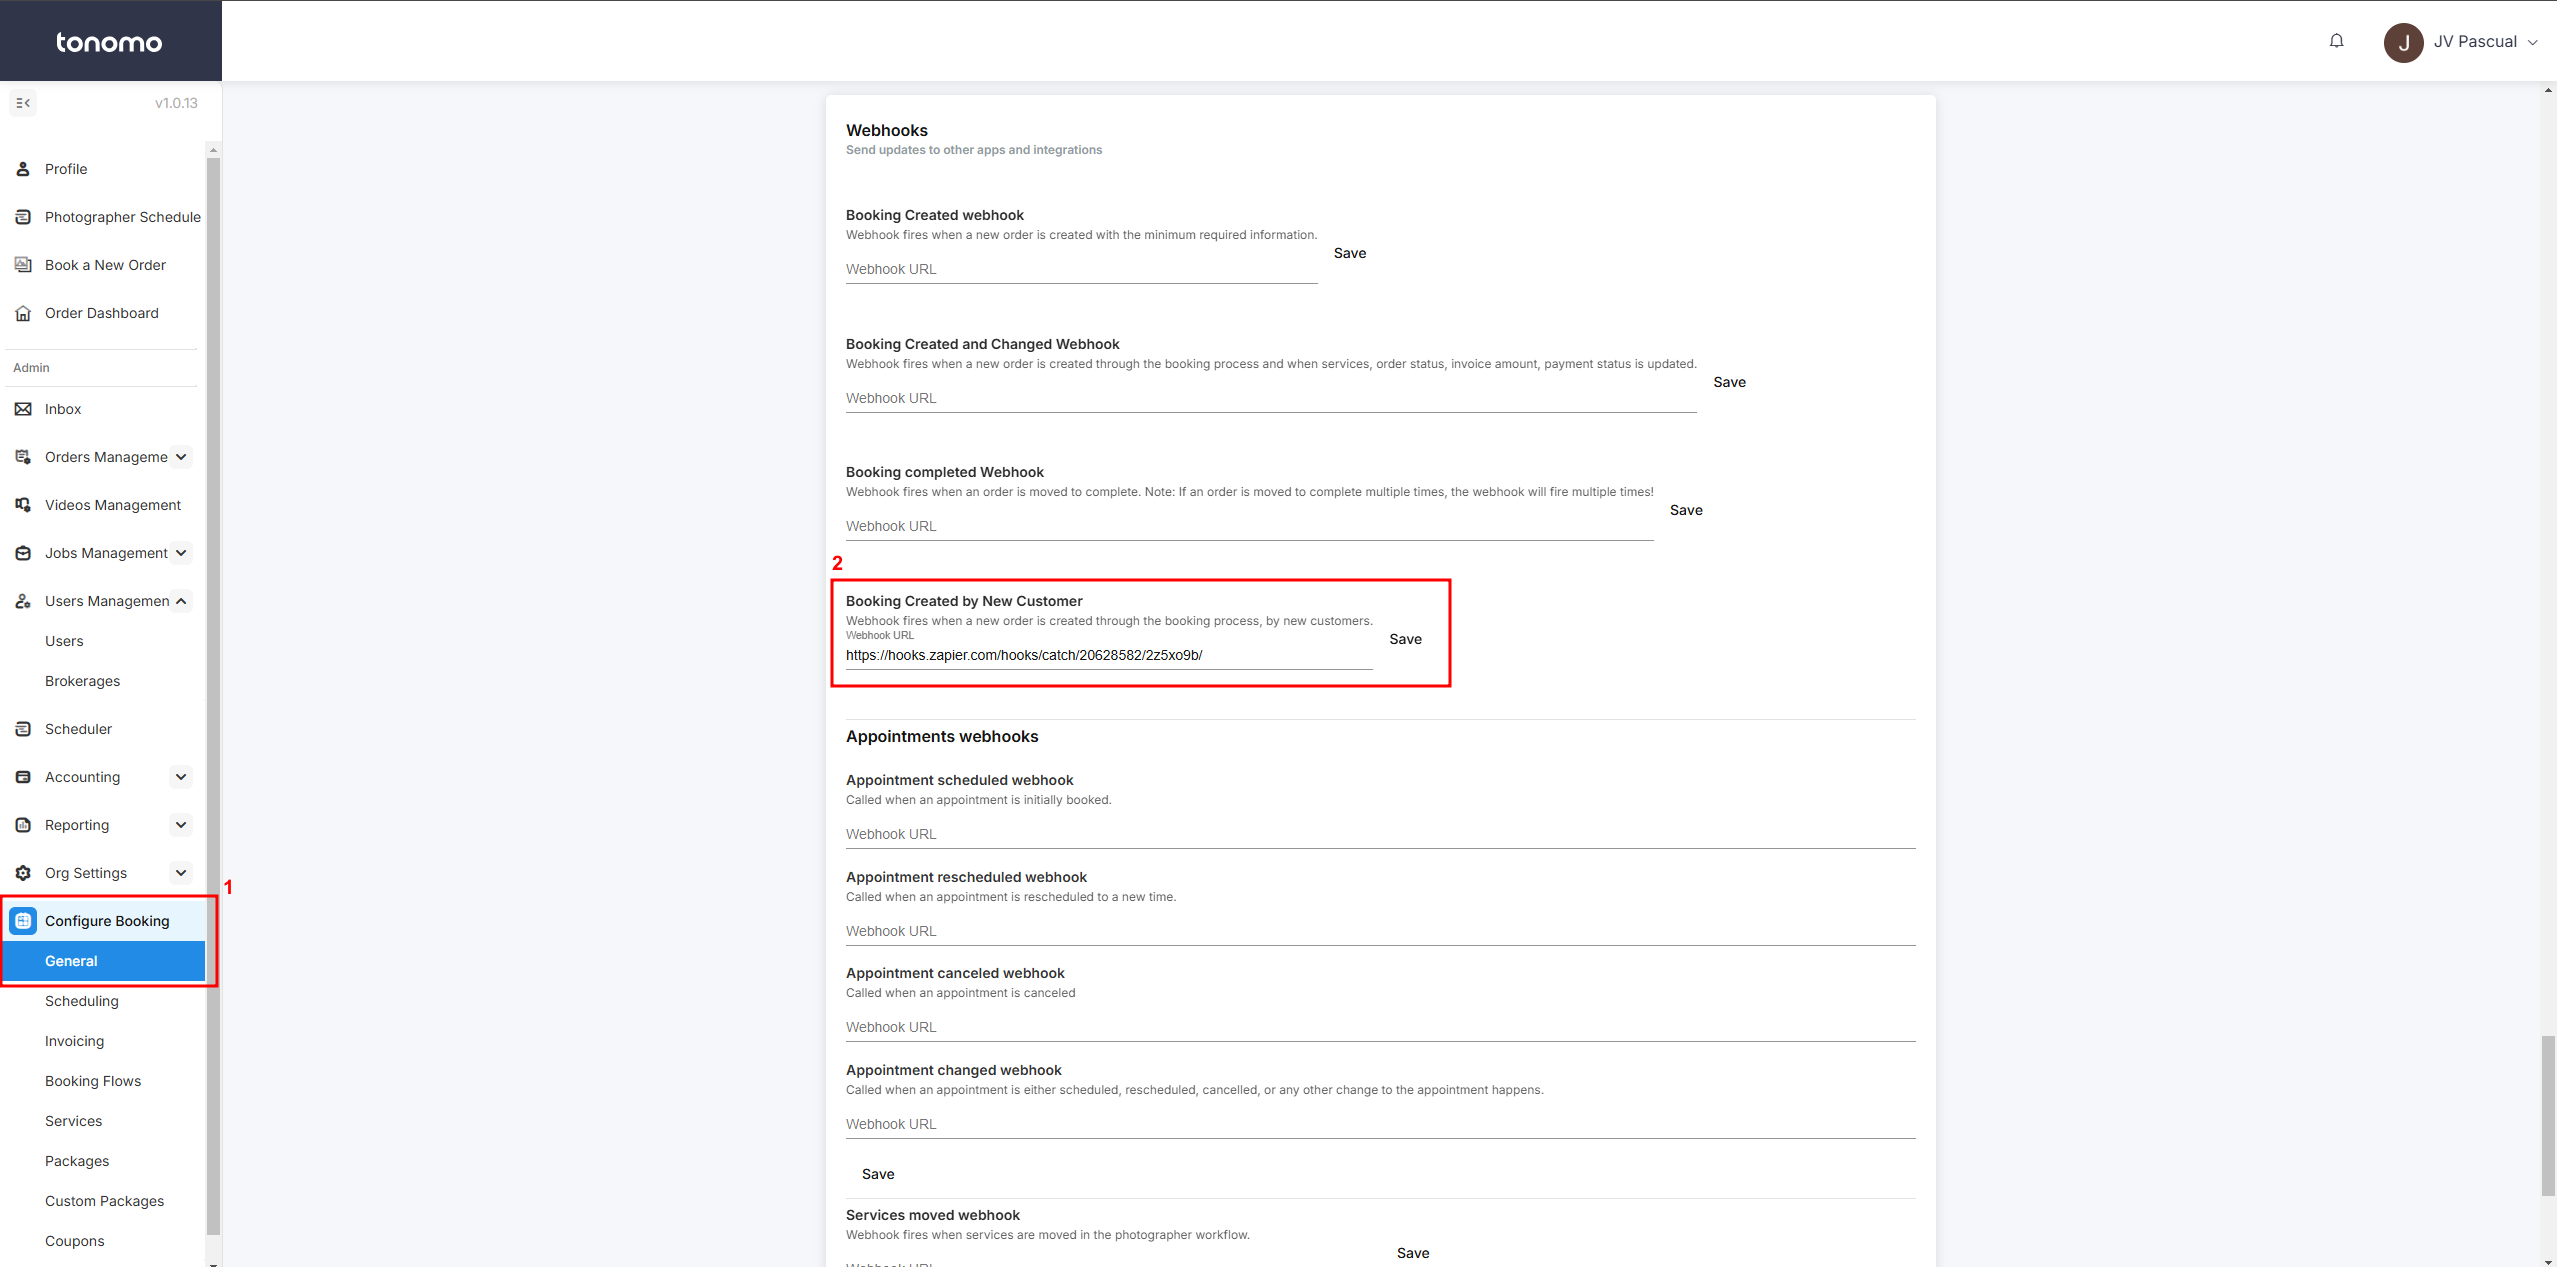 tonomo
JV Pascual
J
v1.0.13
Profile
Photographer Schedule
Book a New Order
Order Dashboard
Admin
Inbox
Orders Manageme
Videos Management
Jobs Management
Users Managemen
Users
Brokerages
Scheduler
Accounting
Reporting
Org Settings
1
Configure Booking
General
Scheduling
Invoicing
Booking Flows
Services
Packages
Custom Packages
Coupons
Webhooks
Send updates to other apps and integrations
Booking Created webhook
Webhook fires when a new order is created with the minimum required information.
Save
Webhook URL
Booking Created and Changed Webhook
Webhook fires when a new order is created through the booking process and when services, order status, invoice amount, payment status is updated.
Save
Webhook URL
Booking completed Webhook
Webhook fires when an order is moved to complete. Note: If an order is moved to complete multiple times, the webhook will fire multiple times!
Save
Webhook URL
2
Booking Created by New Customer
Webhook fires when a new order is created through the booking process, by new customers.
Webhook URL
Save
https://hooks.zapier.com/hooks/catch/20628582/2z5xo9b/
Appointments webhooks
Appointment scheduled webhook
Called when an appointment is initially booked.
Webhook URL
Appointment rescheduled webhook
Called when an appointment is rescheduled to a new time.
Webhook URL
Appointment canceled webhook
Called when an appointment is canceled
Webhook URL
Appointment changed webhook
Called when an appointment is either scheduled, rescheduled, cancelled, or any other change to the appointment happens.
Webhook URL
Save
Services moved webhook
Webhook fires when services are moved in the photographer workflow.
Save
Webhook URL